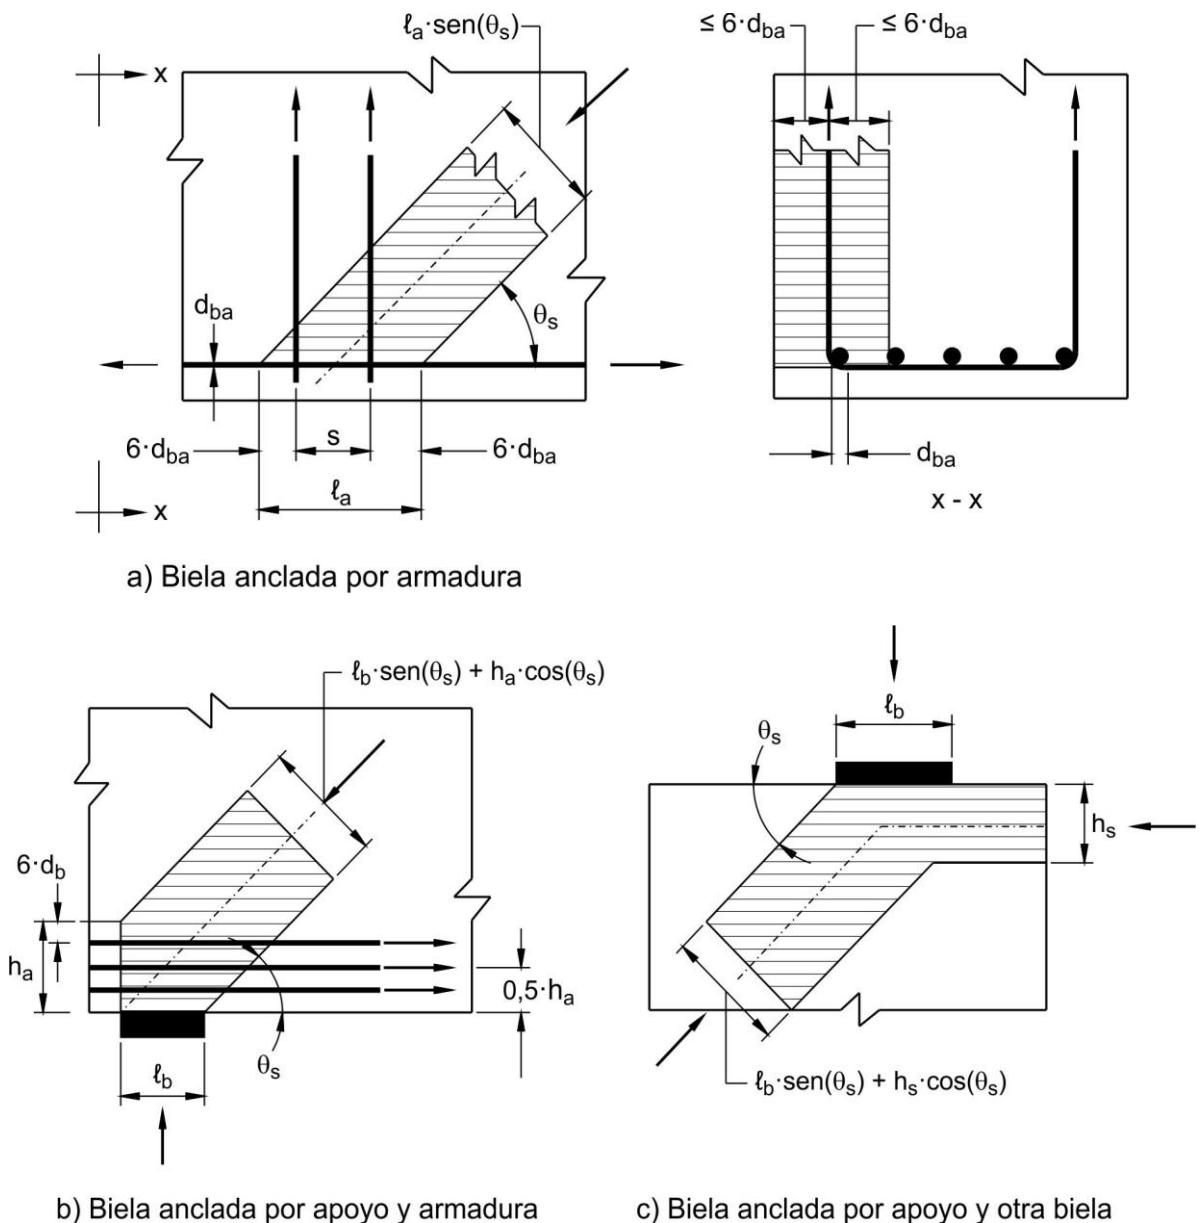 ℓa·sen(θs)
≤ 6·dba
≤ 6·dba
x
dba
θs
6·dba
s
6·dba
ℓa
x
dba
x - x
a) Biela anclada por armadura
ℓb·sen(θs) + ha·cos(θs)
6·db
ha
0,5·ha
θs
ℓb
ℓb
θs
hs
ℓb·sen(θs) + hs·cos(θs)
b) Biela anclada por apoyo y armadura
c) Biela anclada por apoyo y otra biela